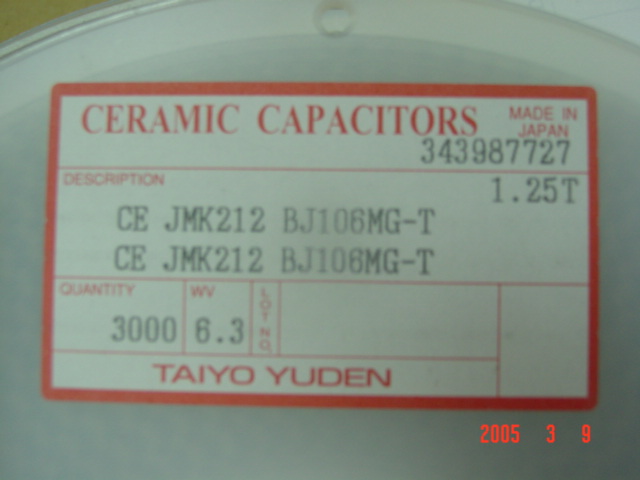 CERAMIC CAPACITORS
MADE IN
JAPAN
343987727
DESCRIPTION
1.25T
CE JMK212 BJ106MG-T
CE JMK212 BJ106MG-T
QUANTITY
3000
WV
6.3
LOT NO.
TAIYO YUDEN
2005 3 9